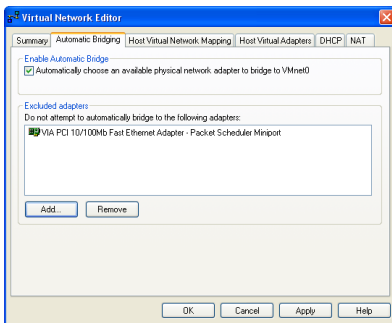 Virtual Network Editor
Summary Automatic Bridging Host Virtual Network Mapping Host Virtual Adapters DHCP NAT
Enable Automatic Bridge
Automatically choose an available physical network adapter to bridge to VMnet0
Excluded adapters
Do not attempt to automatically bridge to the following adapters:
VIA PCI 10/100Mb Fast Ethernet Adapter - Packet Scheduler Miniport
Add... Remove
OK Cancel Apply Help